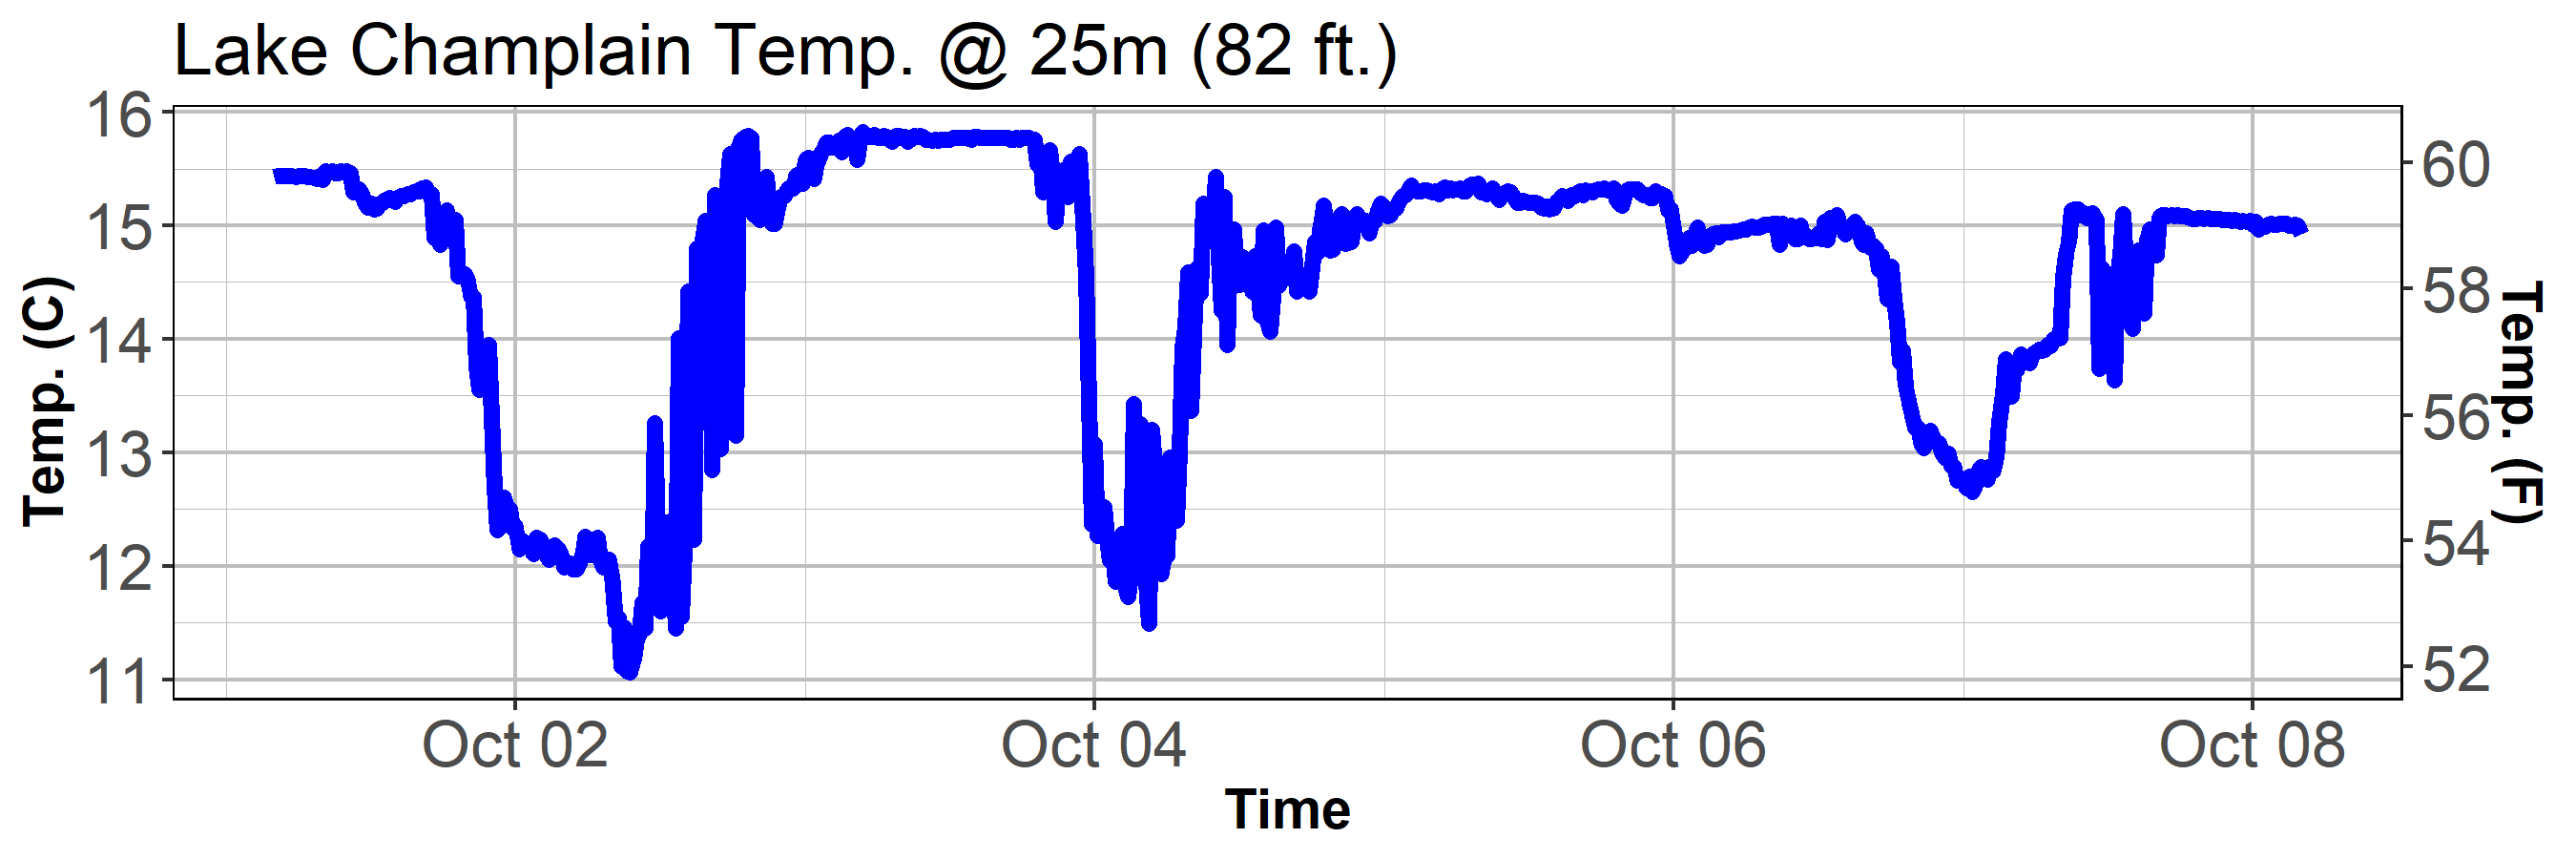 Lake Champlain Temp. @ 25m (82 ft.)
16
15
14
13
12
11
Temp. (C)
60
58
56
54
52
Temp. (F)
Oct 02
Oct 04
Oct 06
Oct 08
Time